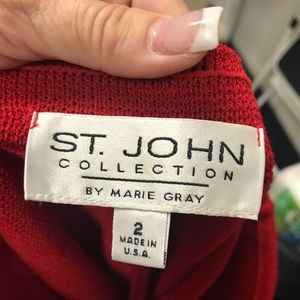 ST. JOHN
COLLECTION
BY MARIE GRAY
2
MADE IN
U.S.A.